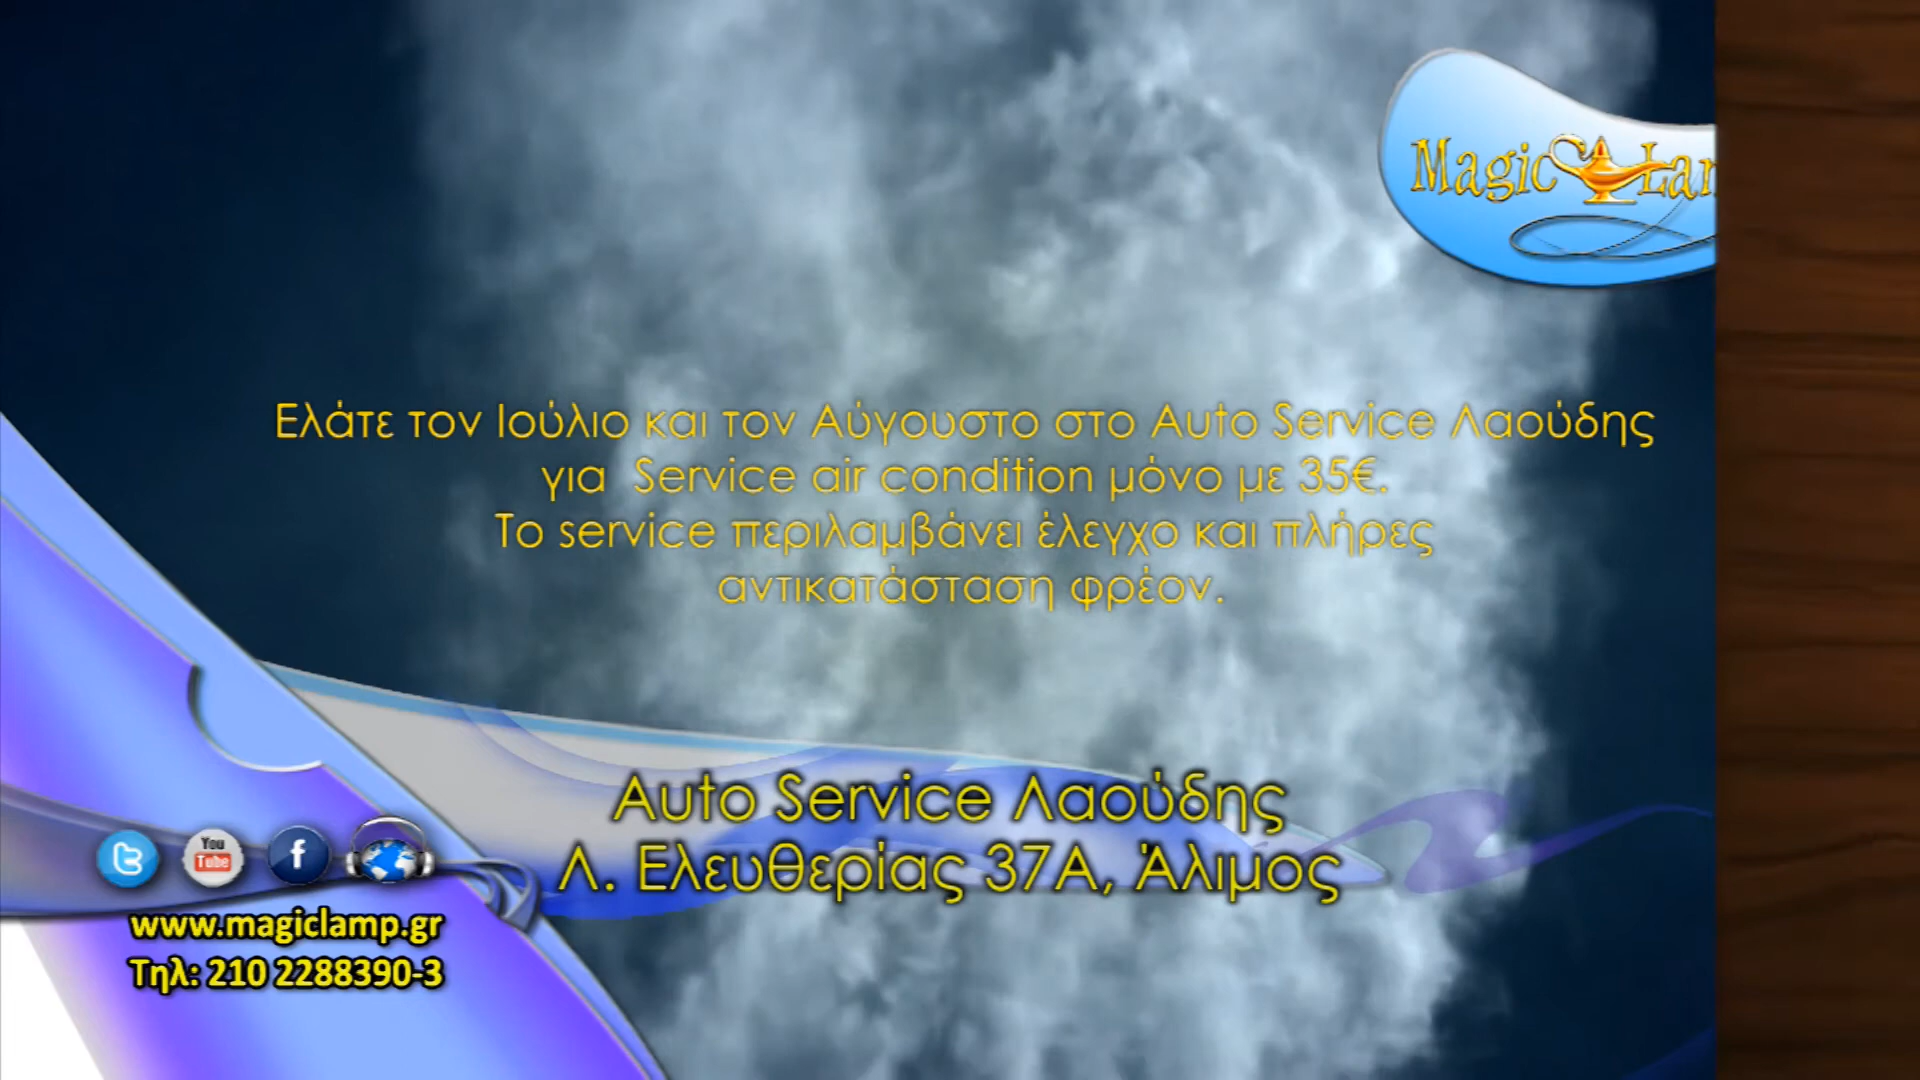 Magic Lam
Ελάτε τον Ιούλιο και τον Αύγουστο στο Auto Service Λαούδης
για Service air condition μόνο με 35€.
Το service περιλαμβάνει έλεγχο και πλήρες
αντικατάσταση φρέον.
Auto Service Λαούδης
Λ. Ελευθερίας 37Α, Άλιμος
You
Tube
f
www.magiclamp.gr
Τηλ: 210 2288390-3